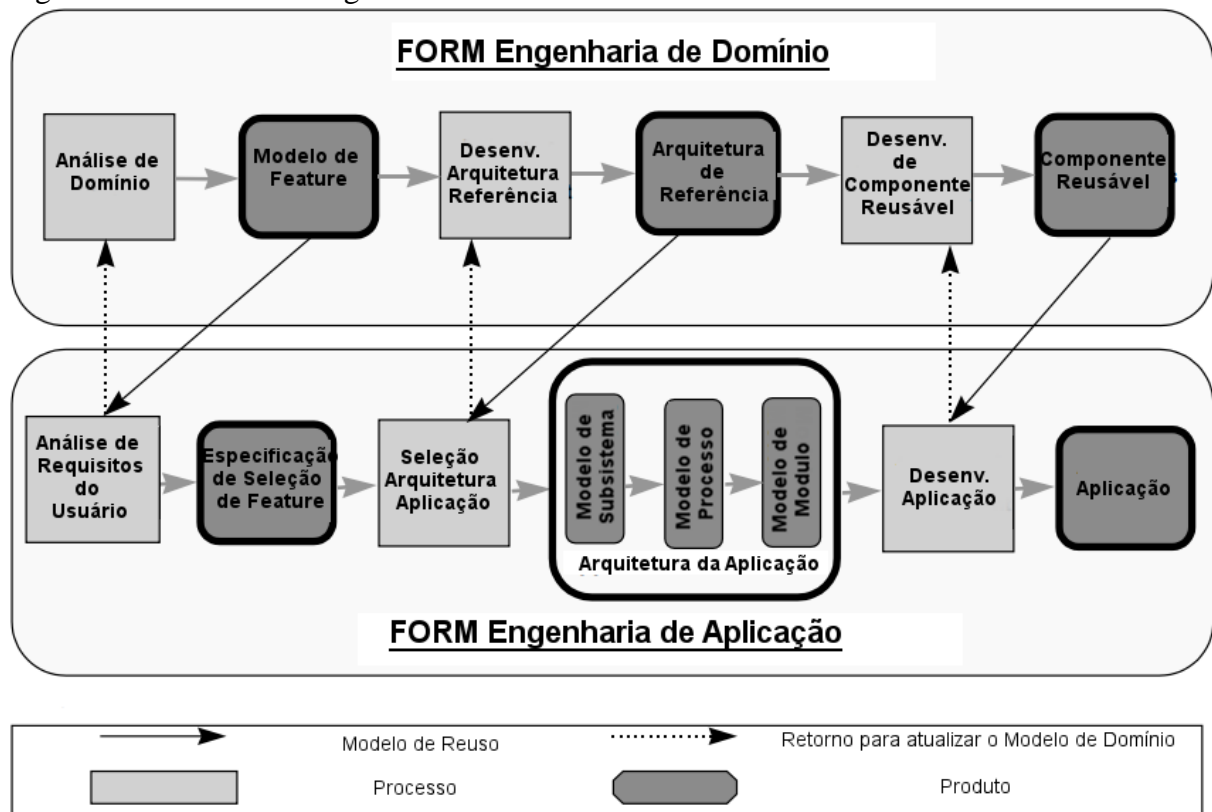 FORM Engenharia de Domínio
Análise de
Domínio
Modelo de
Feature
Desenv.
Arquitetura
Referência
Arquitetura
de
Referência
Desenv.
de
Componente
Reusável
Componente
Reusável
Análise de
Requisitos
do
Usuário
Especificação
de Seleção
de Feature
Seleção
Arquitetura
Aplicação
Modelo de
Subsistema
Modelo de
Processo
Modelo de
Modulo
Arquitetura da Aplicação
Desenv.
Aplicação
Aplicação
FORM Engenharia de Aplicação
Modelo de Reuso
Retorno para atualizar o Modelo de Domínio
Processo
Produto